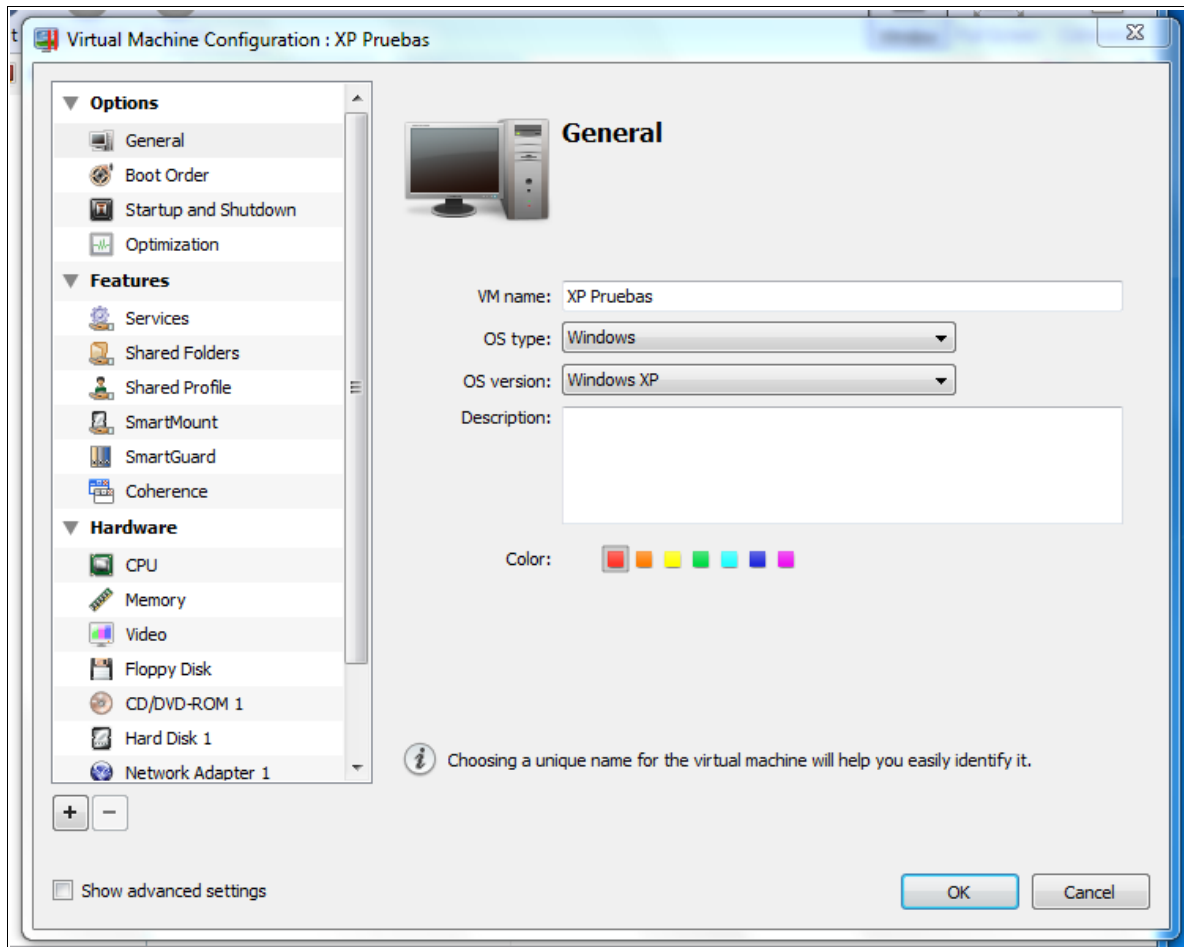 Virtual Machine Configuration : XP Pruebas
Options
General
Boot Order
Startup and Shutdown
Optimization
Features
Services
Shared Folders
Shared Profile
SmartMount
SmartGuard
Coherence
Hardware
CPU
Memory
Video
Floppy Disk
CD/DVD-ROM 1
Hard Disk 1
Network Adapter 1
+ −
Show advanced settings
General
VM name: XP Pruebas
OS type: Windows
OS version: Windows XP
Description:
Color:
Choosing a unique name for the virtual machine will help you easily identify it.
OK Cancel